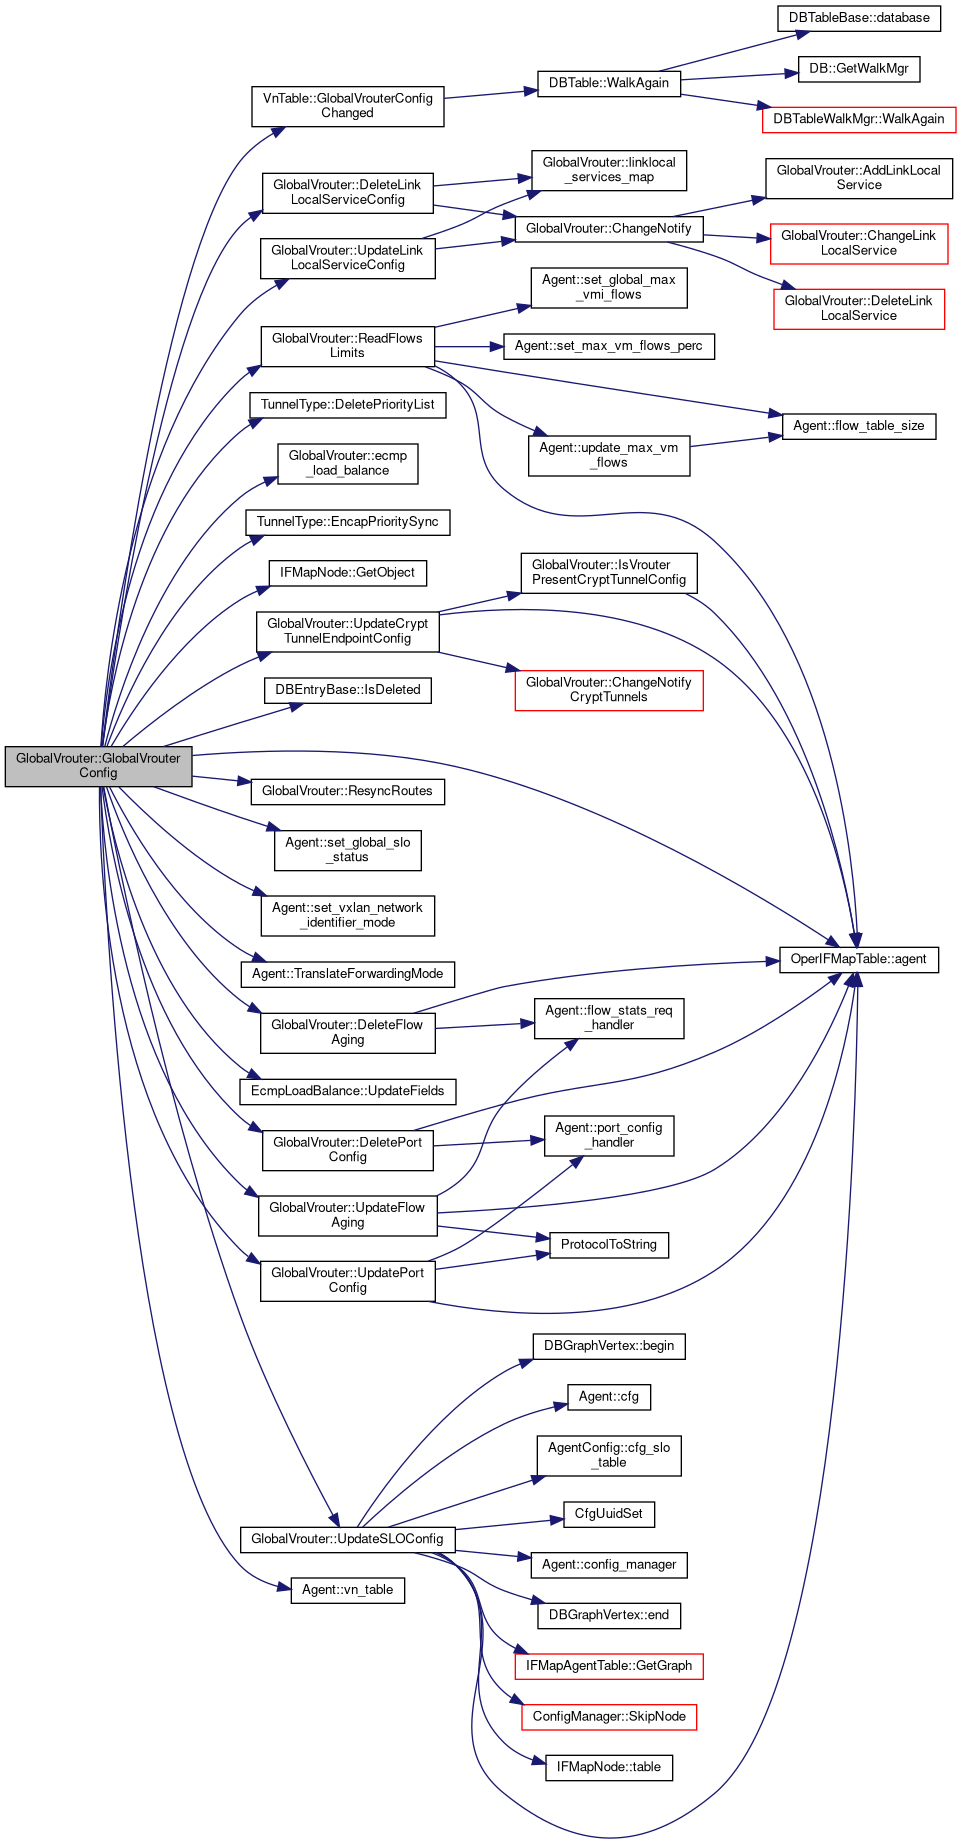 DBTableBase::database
DB::GetWalkMgr
DBTable::WalkAgain
VnTable::GlobalVrouterConfig
Changed
DBTableWalkMgr::WalkAgain
GlobalVrouter::linklocal
_services_map
GlobalVrouter::AddLinkLocal
Service
GlobalVrouter::DeleteLink
LocalServiceConfig
GlobalVrouter::ChangeNotify
GlobalVrouter::ChangeLink
LocalService
GlobalVrouter::UpdateLink
LocalServiceConfig
Agent::set_global_max
_vmi_flows
GlobalVrouter::DeleteLink
LocalService
GlobalVrouter::ReadFlows
Limits
Agent::set_max_vm_flows_perc
TunnelType::DeletePriorityList
Agent::flow_table_size
Agent::update_max_vm
_flows
GlobalVrouter::ecmp
_load_balance
TunnelType::EncapPrioritySync
IFMapNode::GetObject
GlobalVrouter::IsVrouter
PresentCryptTunnelConfig
GlobalVrouter::UpdateCrypt
TunnelEndpointConfig
DBEntryBase::IsDeleted
GlobalVrouter::ChangeNotify
CryptTunnels
GlobalVrouter::GlobalVrouter
Config
GlobalVrouter::ResyncRoutes
Agent::set_global_slo
_status
Agent::set_vxlan_network
_identifier_mode
OperIFMapTable::agent
Agent::TranslateForwardingMode
Agent::flow_stats_req
_handler
GlobalVrouter::DeleteFlow
Aging
EcmpLoadBalance::UpdateFields
Agent::port_config
_handler
GlobalVrouter::DeletePort
Config
GlobalVrouter::UpdateFlow
Aging
ProtocolToString
GlobalVrouter::UpdatePort
Config
DBGraphVertex::begin
Agent::cfg
AgentConfig::cfg_slo
_table
CfgUuidSet
GlobalVrouter::UpdateSLOConfig
Agent::config_manager
Agent::vn_table
DBGraphVertex::end
IFMapAgentTable::GetGraph
ConfigManager::SkipNode
IFMapNode::table